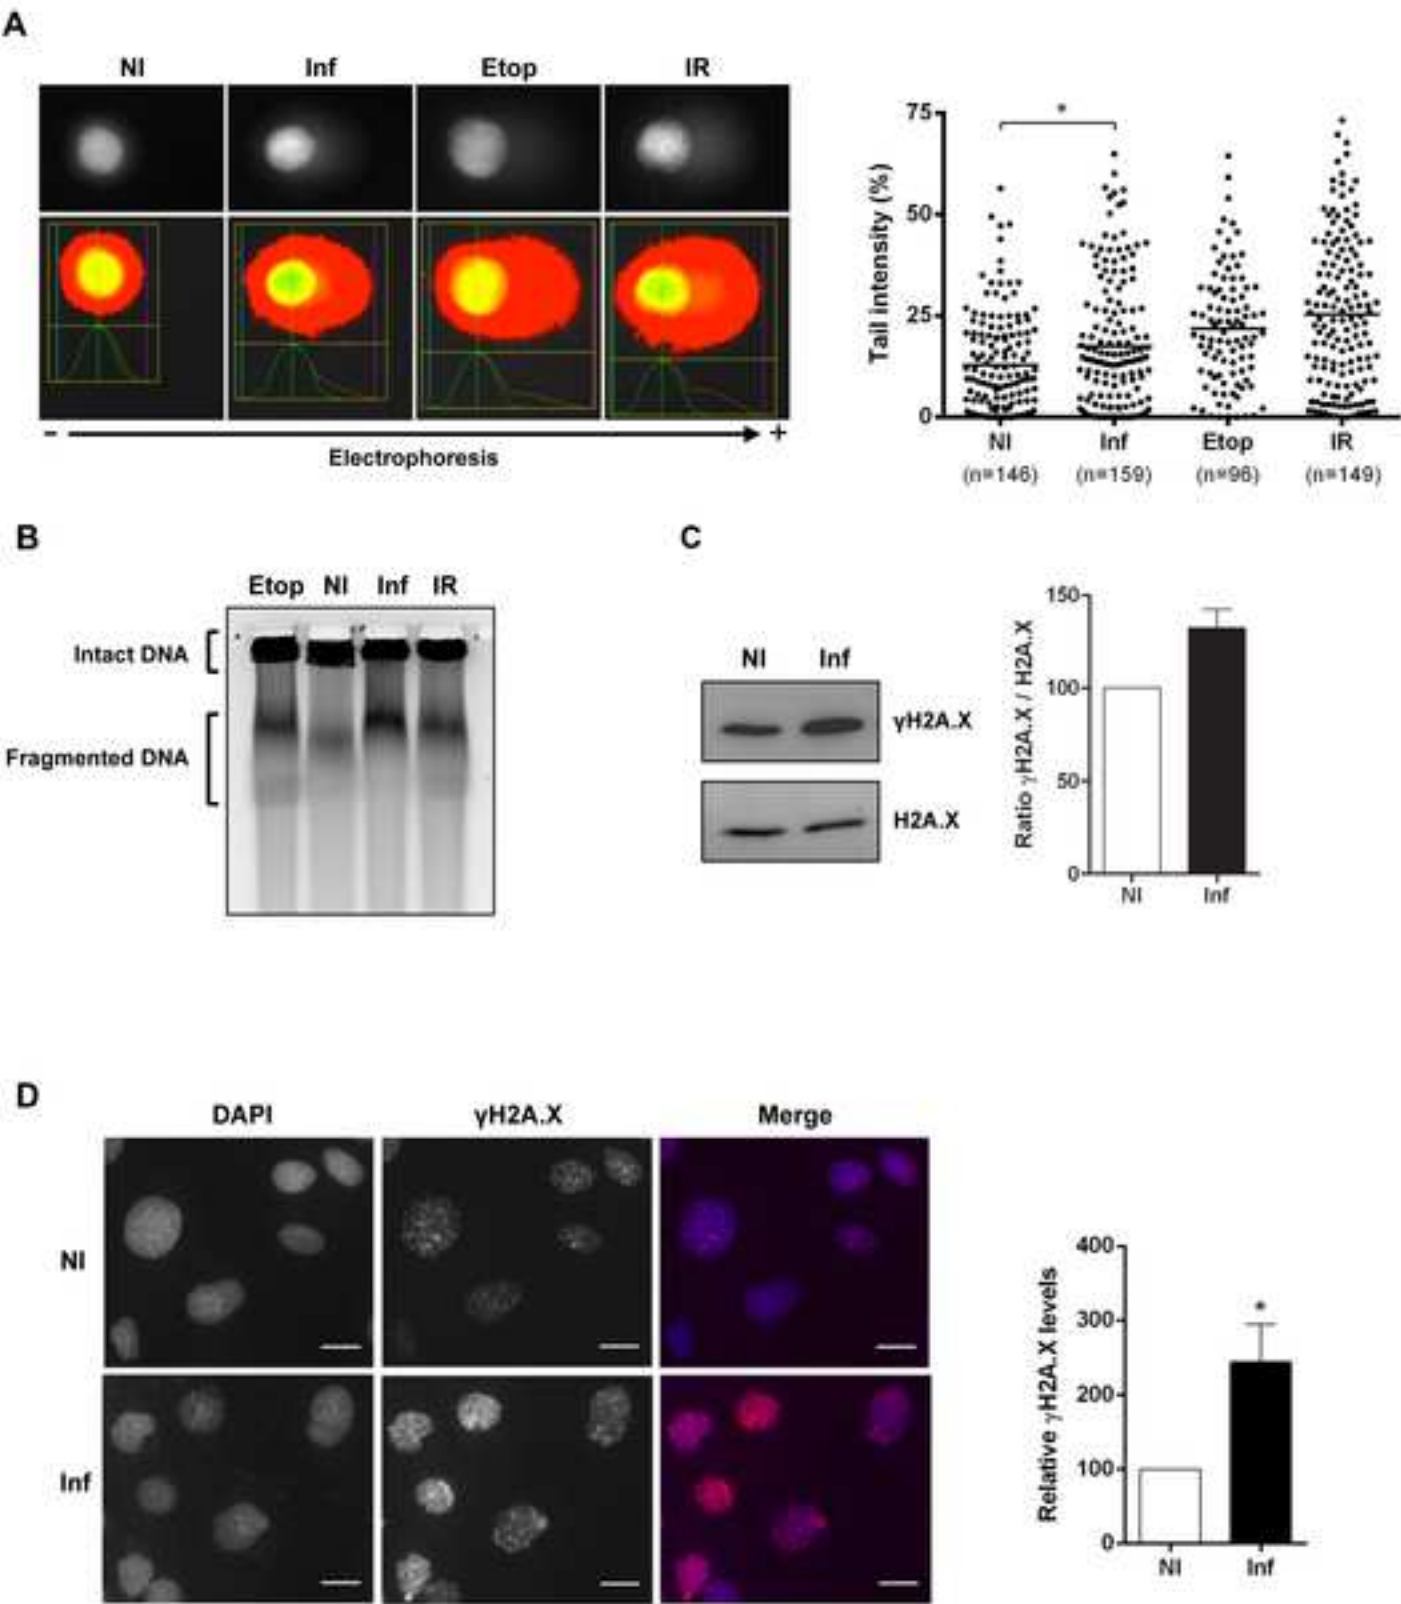 A
NI Inf Etop IR
− +
Electrophoresis
Tail intensity (%)
75
50
25
0
*
NI Inf Etop IR
(n=146) (n=159) (n=96) (n=149)
B
Etop NI Inf IR
Intact DNA
Fragmented DNA
C
NI Inf
γH2A.X
H2A.X
Ratio γH2A.X / H2A.X
150
100
50
0
NI Inf
D
DAPI γH2A.X Merge
NI
Inf
Relative γH2A.X levels
400
300
200
100
0
*
NI Inf